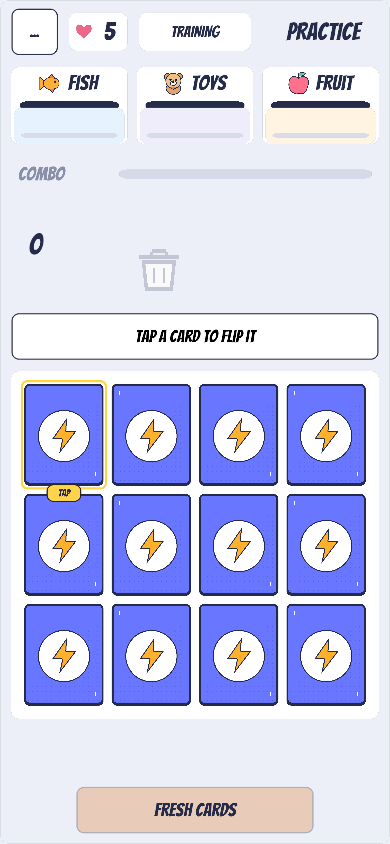 ...
5
TRAINING
PRACTICE
FISH
TOYS
FRUIT
COMBO
0
TAP A CARD TO FLIP IT
TAP
FRESH CARDS